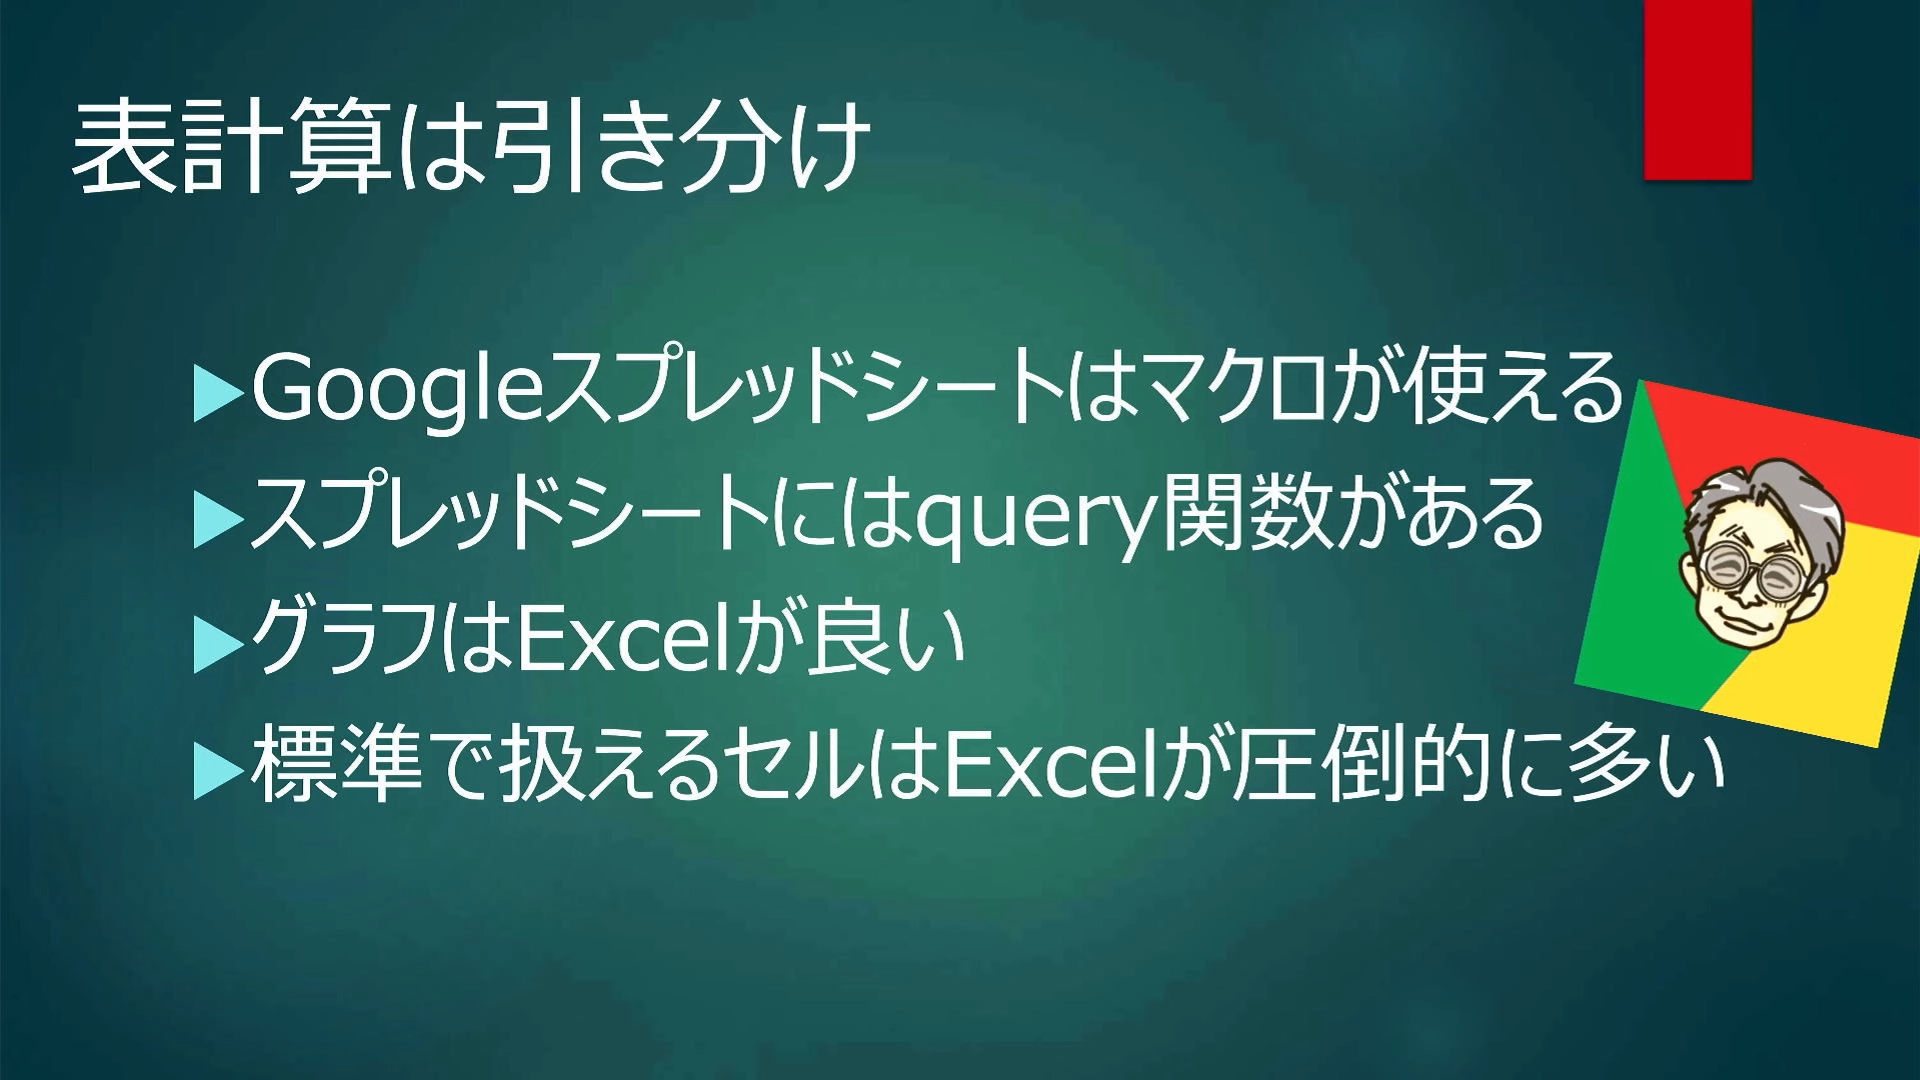 表計算は引き分け
Googleスプレッドシートはマクロが使える
スプレッドシートにはquery関数がある
グラフはExcelが良い
標準で扱えるセルはExcelが圧倒的に多い